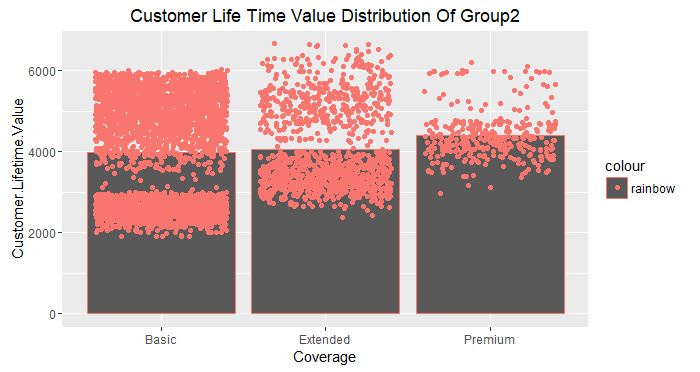 Customer Life Time Value Distribution Of Group2
Customer.Lifetime.Value
6000
4000
2000
0
Basic
Extended
Premium
Coverage
colour
rainbow